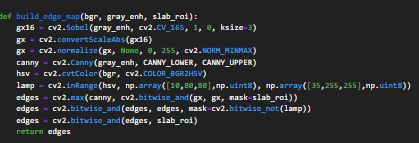 def build_edge_map(bgr, gray_enh, slab_roi):
    gx16 = cv2.Sobel(gray_enh, cv2.CV_16S, 1, 0, ksize=3)
    gx = cv2.convertScaleAbs(gx16)
    gx = cv2.normalize(gx, None, 0, 255, cv2.NORM_MINMAX)
    canny = cv2.Canny(gray_enh, CANNY_LOWER, CANNY_UPPER)
    hsv = cv2.cvtColor(bgr, cv2.COLOR_BGR2HSV)
    lamp = cv2.inRange(hsv, np.array([10,80,80],np.uint8), np.array([35,255,255],np.uint8))
    edges = cv2.max(canny, cv2.bitwise_and(gx, gx, mask=slab_roi))
    edges = cv2.bitwise_and(edges, edges, mask=cv2.bitwise_not(lamp))
    edges = cv2.bitwise_and(edges, slab_roi)
    return edges